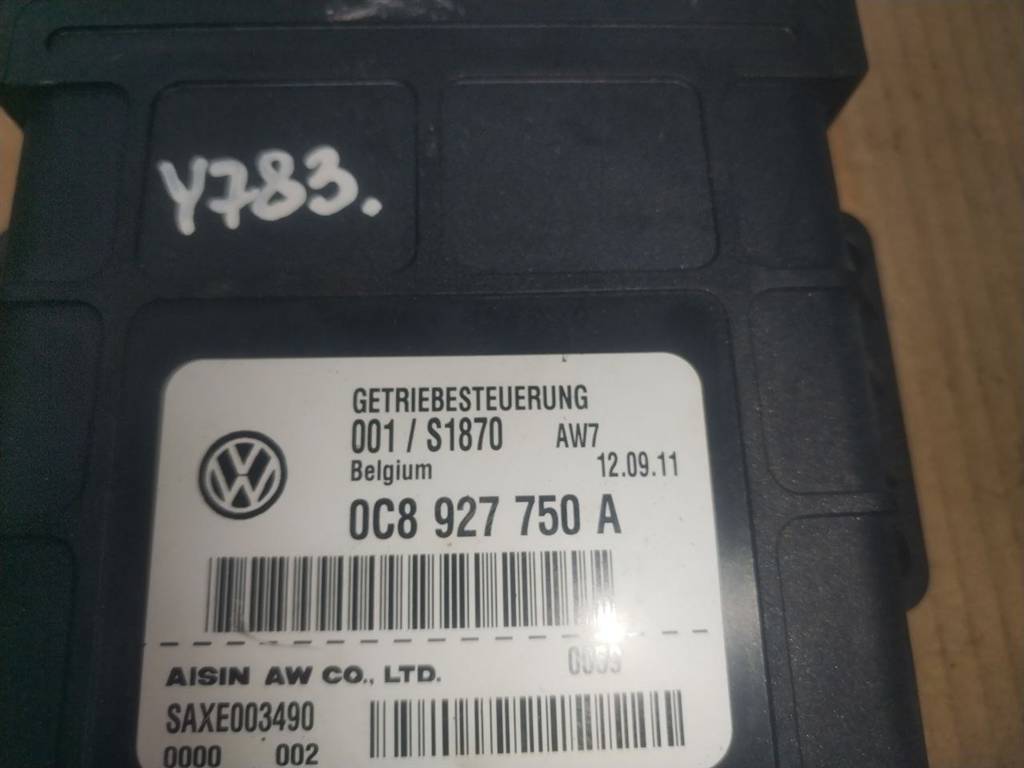 Y783.
GETRIEBESTEUERUNG
001 / S1870 AW7
Belgium 12.09.11
0C8 927 750 A
AISIN AW CO., LTD.
SAXE003490
0000 002